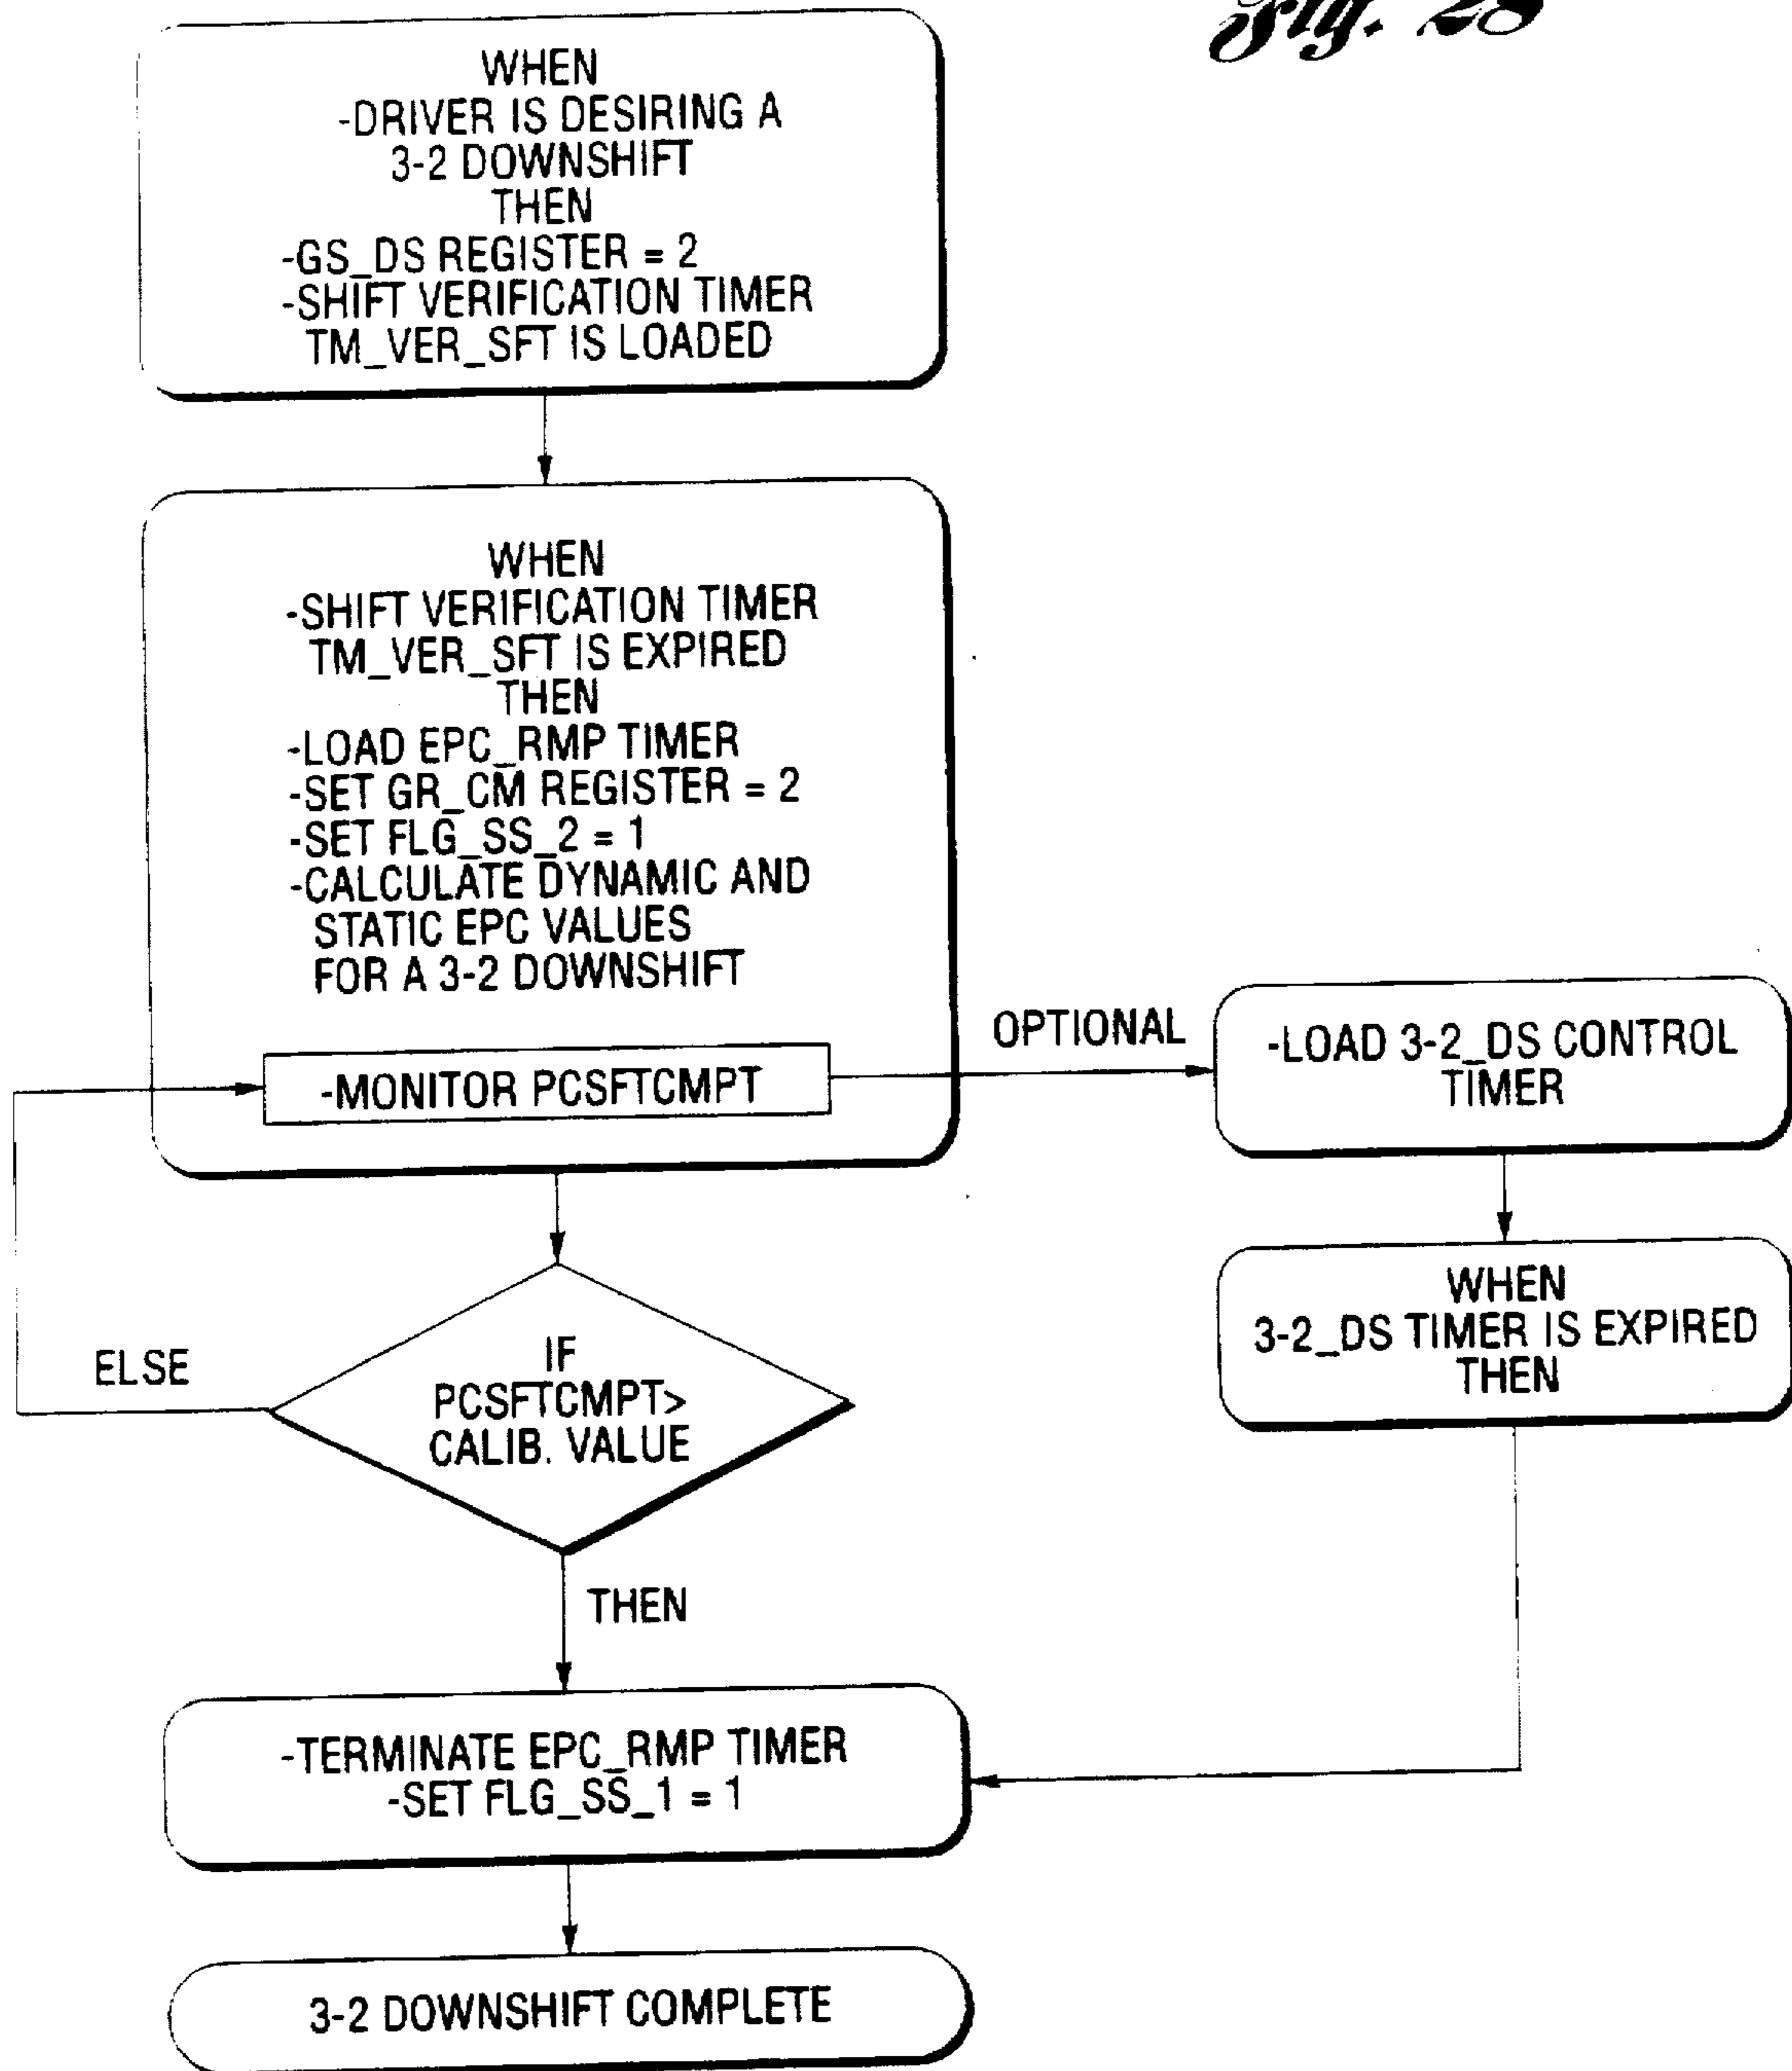 Fig. 28
WHEN
-DRIVER IS DESIRING A
3-2 DOWNSHIFT
THEN
-GS_DS REGISTER = 2
-SHIFT VERIFICATION TIMER
TM_VER_SFT IS LOADED
WHEN
-SHIFT VERIFICATION TIMER
TM_VER_SFT IS EXPIRED
THEN
-LOAD EPC_RMP TIMER
-SET GR_CM REGISTER = 2
-SET FLG_SS_2 = 1
-CALCULATE DYNAMIC AND
STATIC EPC VALUES
FOR A 3-2 DOWNSHIFT
-MONITOR PCSFTCMPT
OPTIONAL
-LOAD 3-2_DS CONTROL
TIMER
WHEN
3-2_DS TIMER IS EXPIRED
THEN
ELSE
IF
PCSFTCMPT>
CALIB. VALUE
THEN
-TERMINATE EPC_RMP TIMER
-SET FLG_SS_1 = 1
3-2 DOWNSHIFT COMPLETE